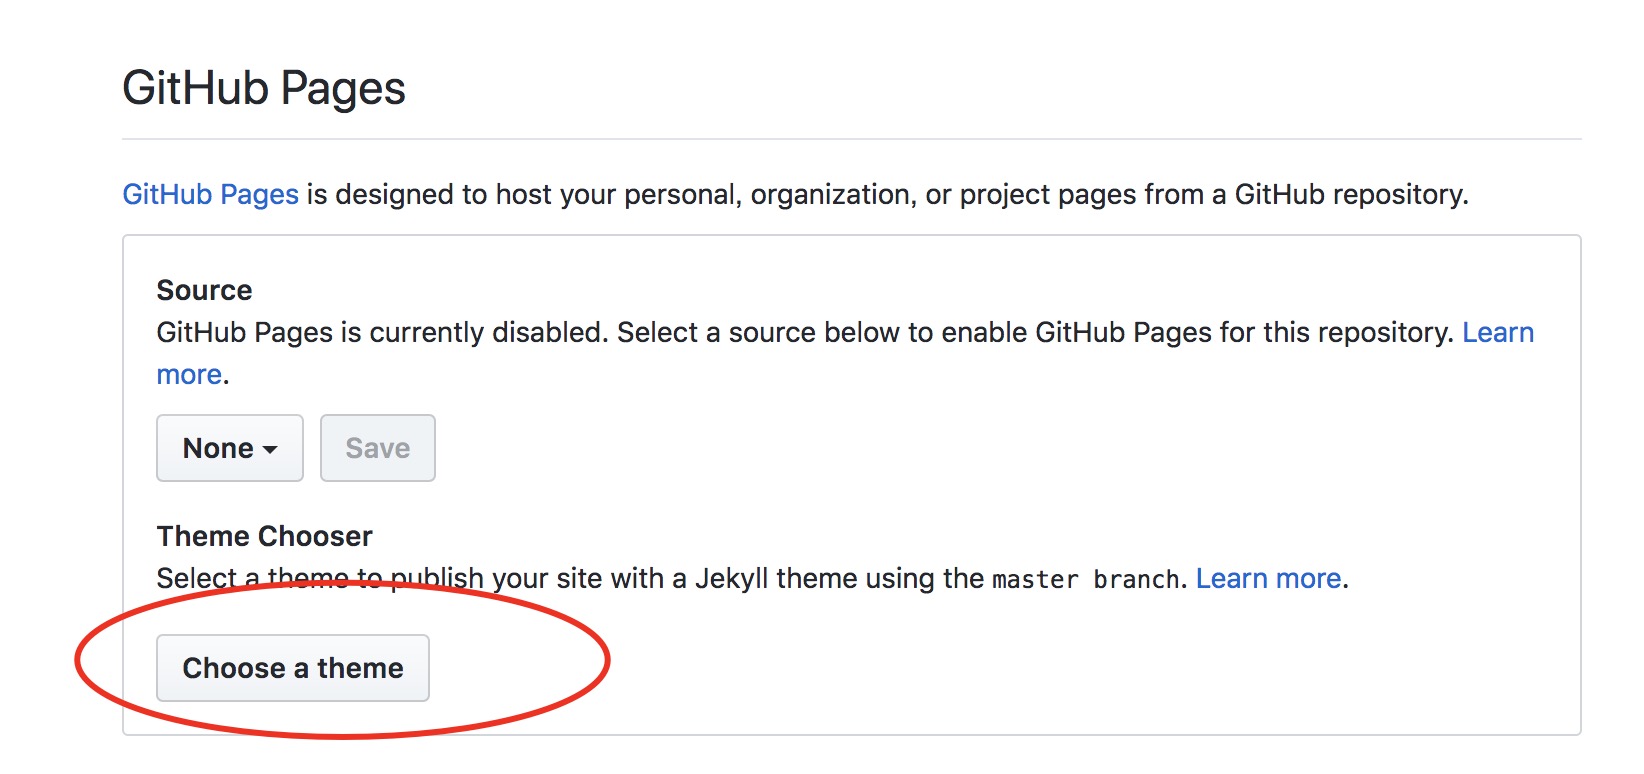 GitHub Pages
GitHub Pages is designed to host your personal, organization, or project pages from a GitHub repository.
Source
GitHub Pages is currently disabled. Select a source below to enable GitHub Pages for this repository. Learn
more.
None Save
Theme Chooser
Select a theme to publish your site with a Jekyll theme using the master branch. Learn more.
Choose a theme